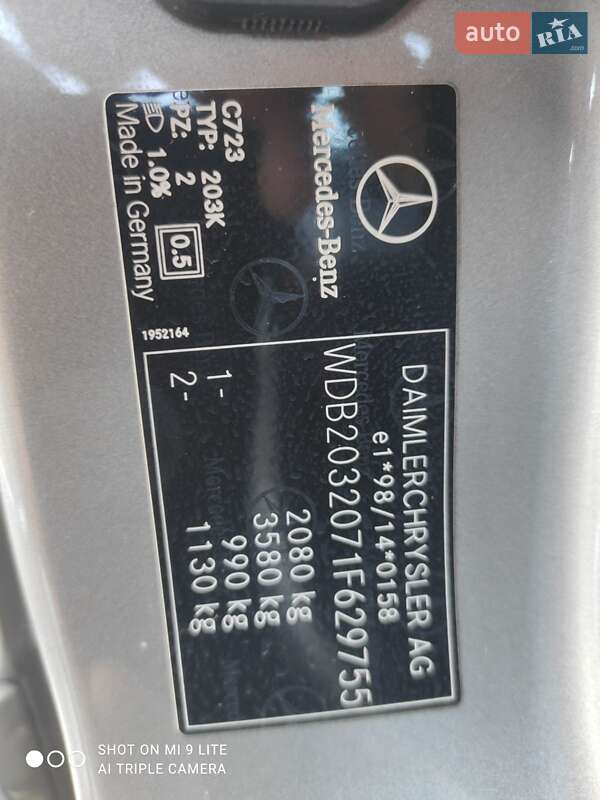 auto RIA
.com
Mercedes-Benz
C723
TYP: 203K
PZ: 2
1.0% 0.5
Made in Germany
1952164
DAIMLERCHRYSLER AG
e1*98/14*0158
WDB2032071F629755
2080 kg
3580 kg
1- 990 kg
2- 1130 kg
SHOT ON MI 9 LITE
AI TRIPLE CAMERA